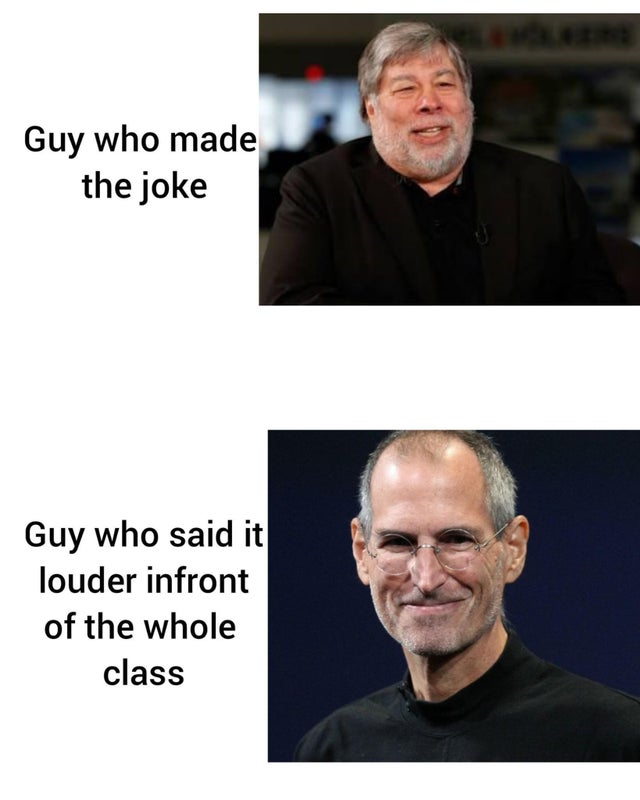 Guy who made
the joke
Guy who said it
louder infront
of the whole
class